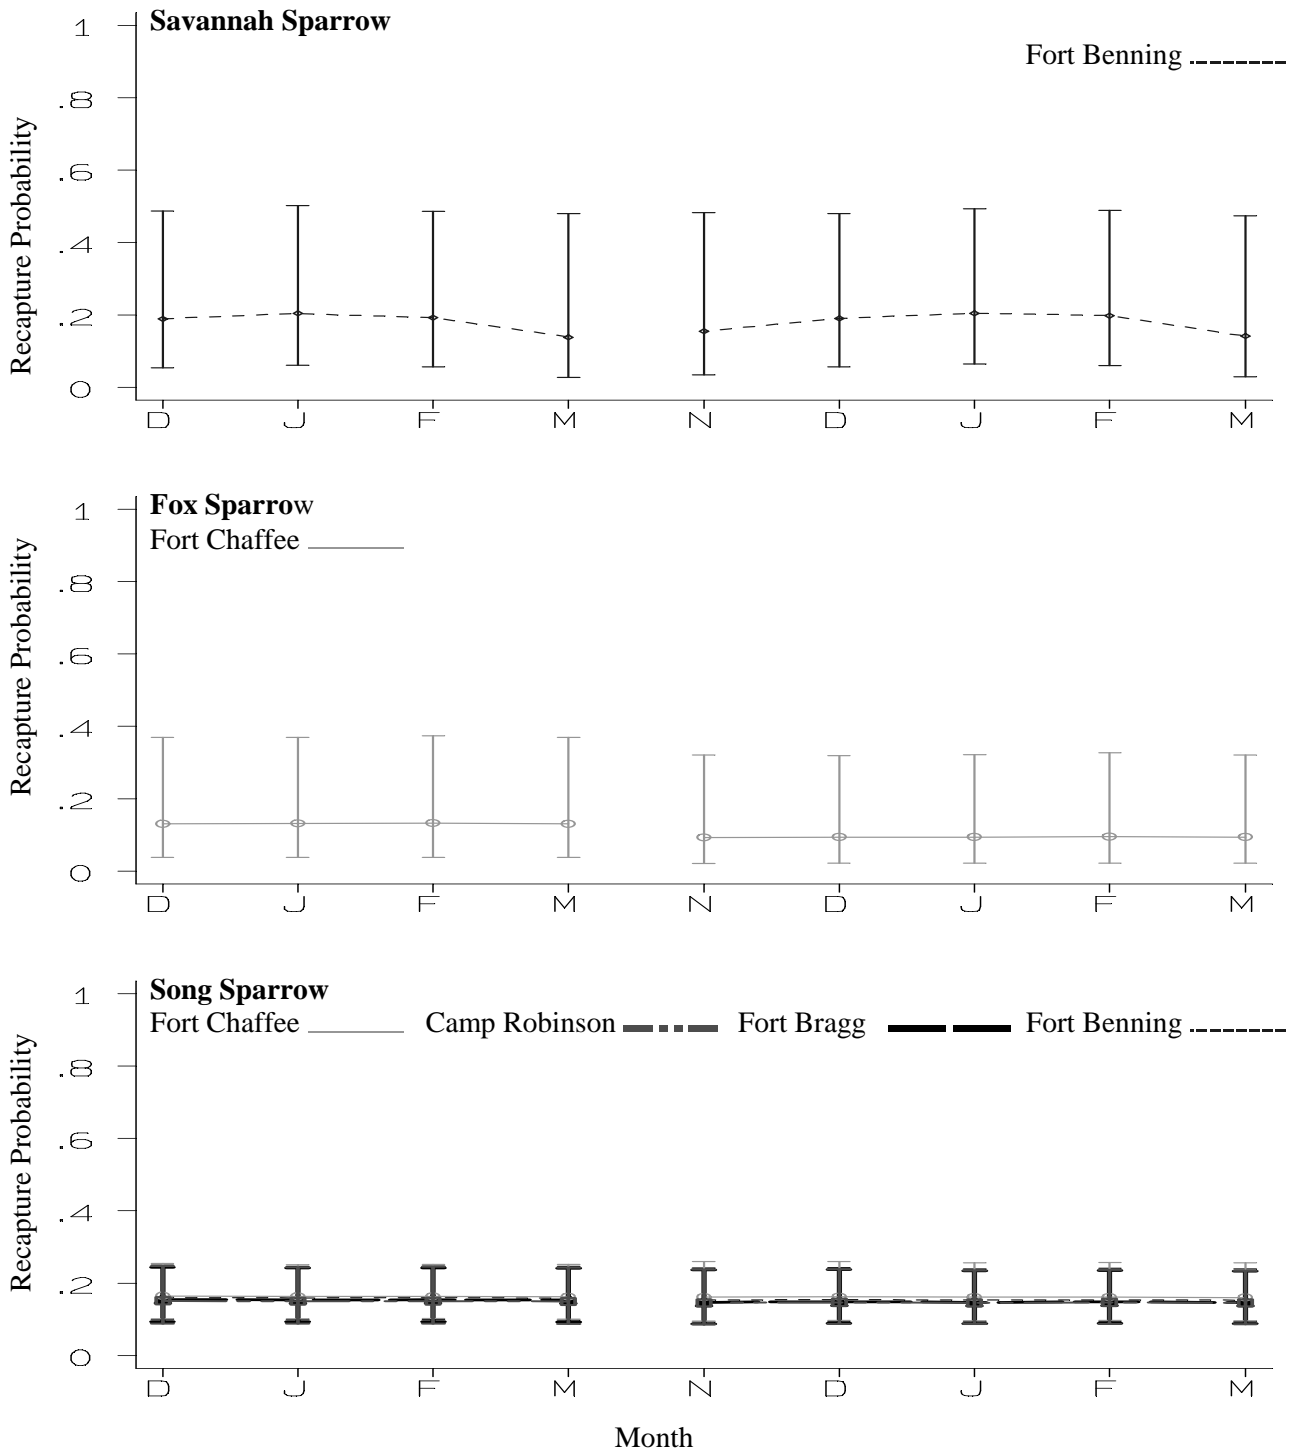 Savannah Sparrow
Fort Benning
Recapture Probability
1
.8
.6
.4
.2
0
D J F M N D J F M
Fox Sparrow
Fort Chaffee
Recapture Probability
1
.8
.6
.4
.2
0
D J F M N D J F M
Song Sparrow
Fort Chaffee Camp Robinson Fort Bragg Fort Benning
Recapture Probability
1
.8
.6
.4
.2
0
D J F M N D J F M
Month